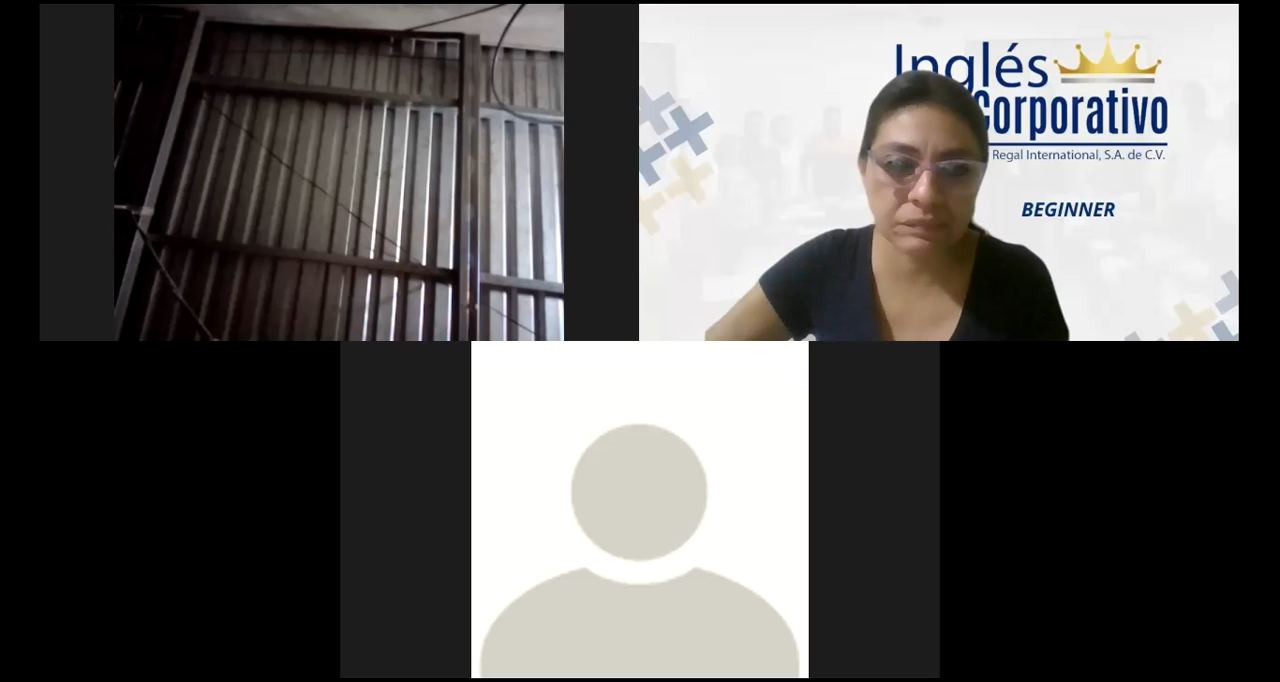 Inglés
Corporativo
Regal International, S.A. de C.V.
BEGINNER